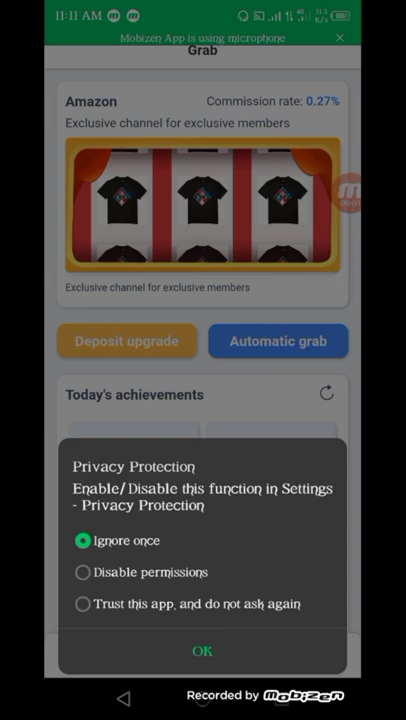 11:11 AM
Mobizen App is using microphone
Grab
Amazon
Commission rate: 0.27%
Exclusive channel for exclusive members
00:03
Exclusive channel for exclusive members
Deposit upgrade
Automatic grab
Today's achievements
Privacy Protection
Enable/Disable this function in Settings
- Privacy Protection
Ignore once
Disable permissions
Trust this app, and do not ask again
OK
Recorded by mobizen